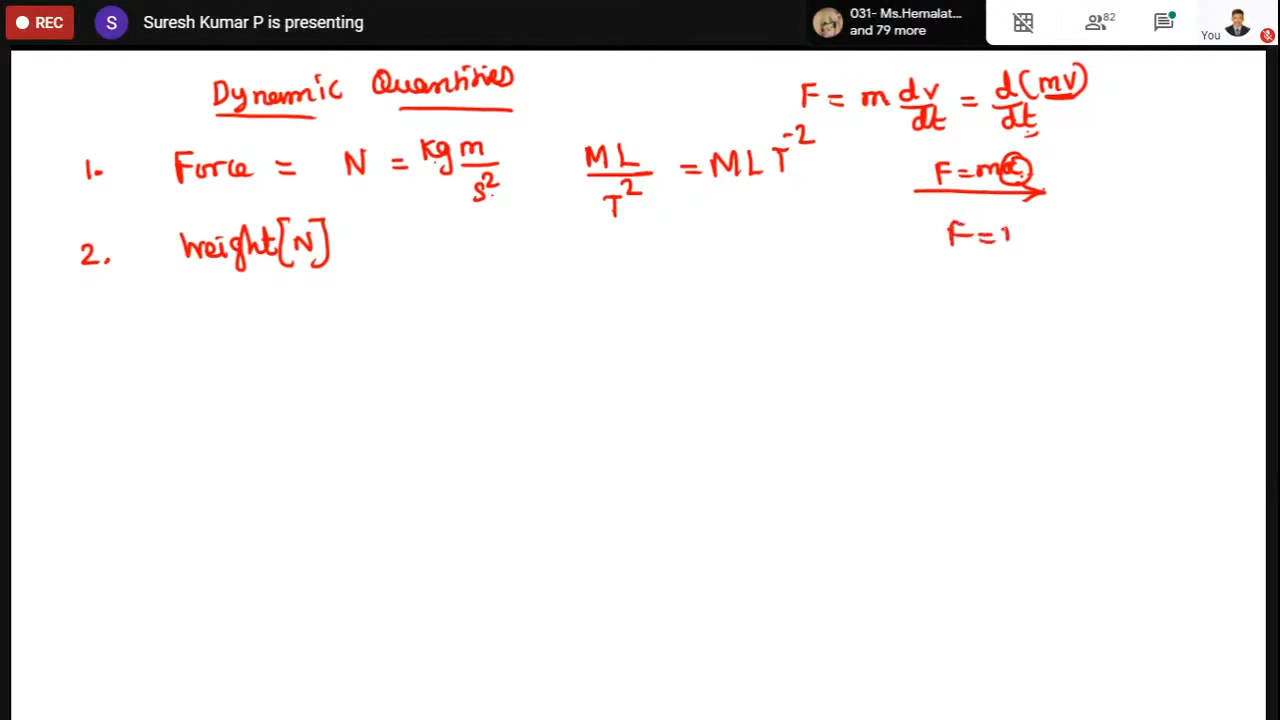 REC
S Suresh Kumar P is presenting
031- Ms.Hemalat...
and 79 more
82
You
Dynamic Quantities
F = m dv/dt = d(mv)/dt
1. Force = N = kg m/s² ML/T² = MLT⁻²
F = ma
2. Weight [N]
F =